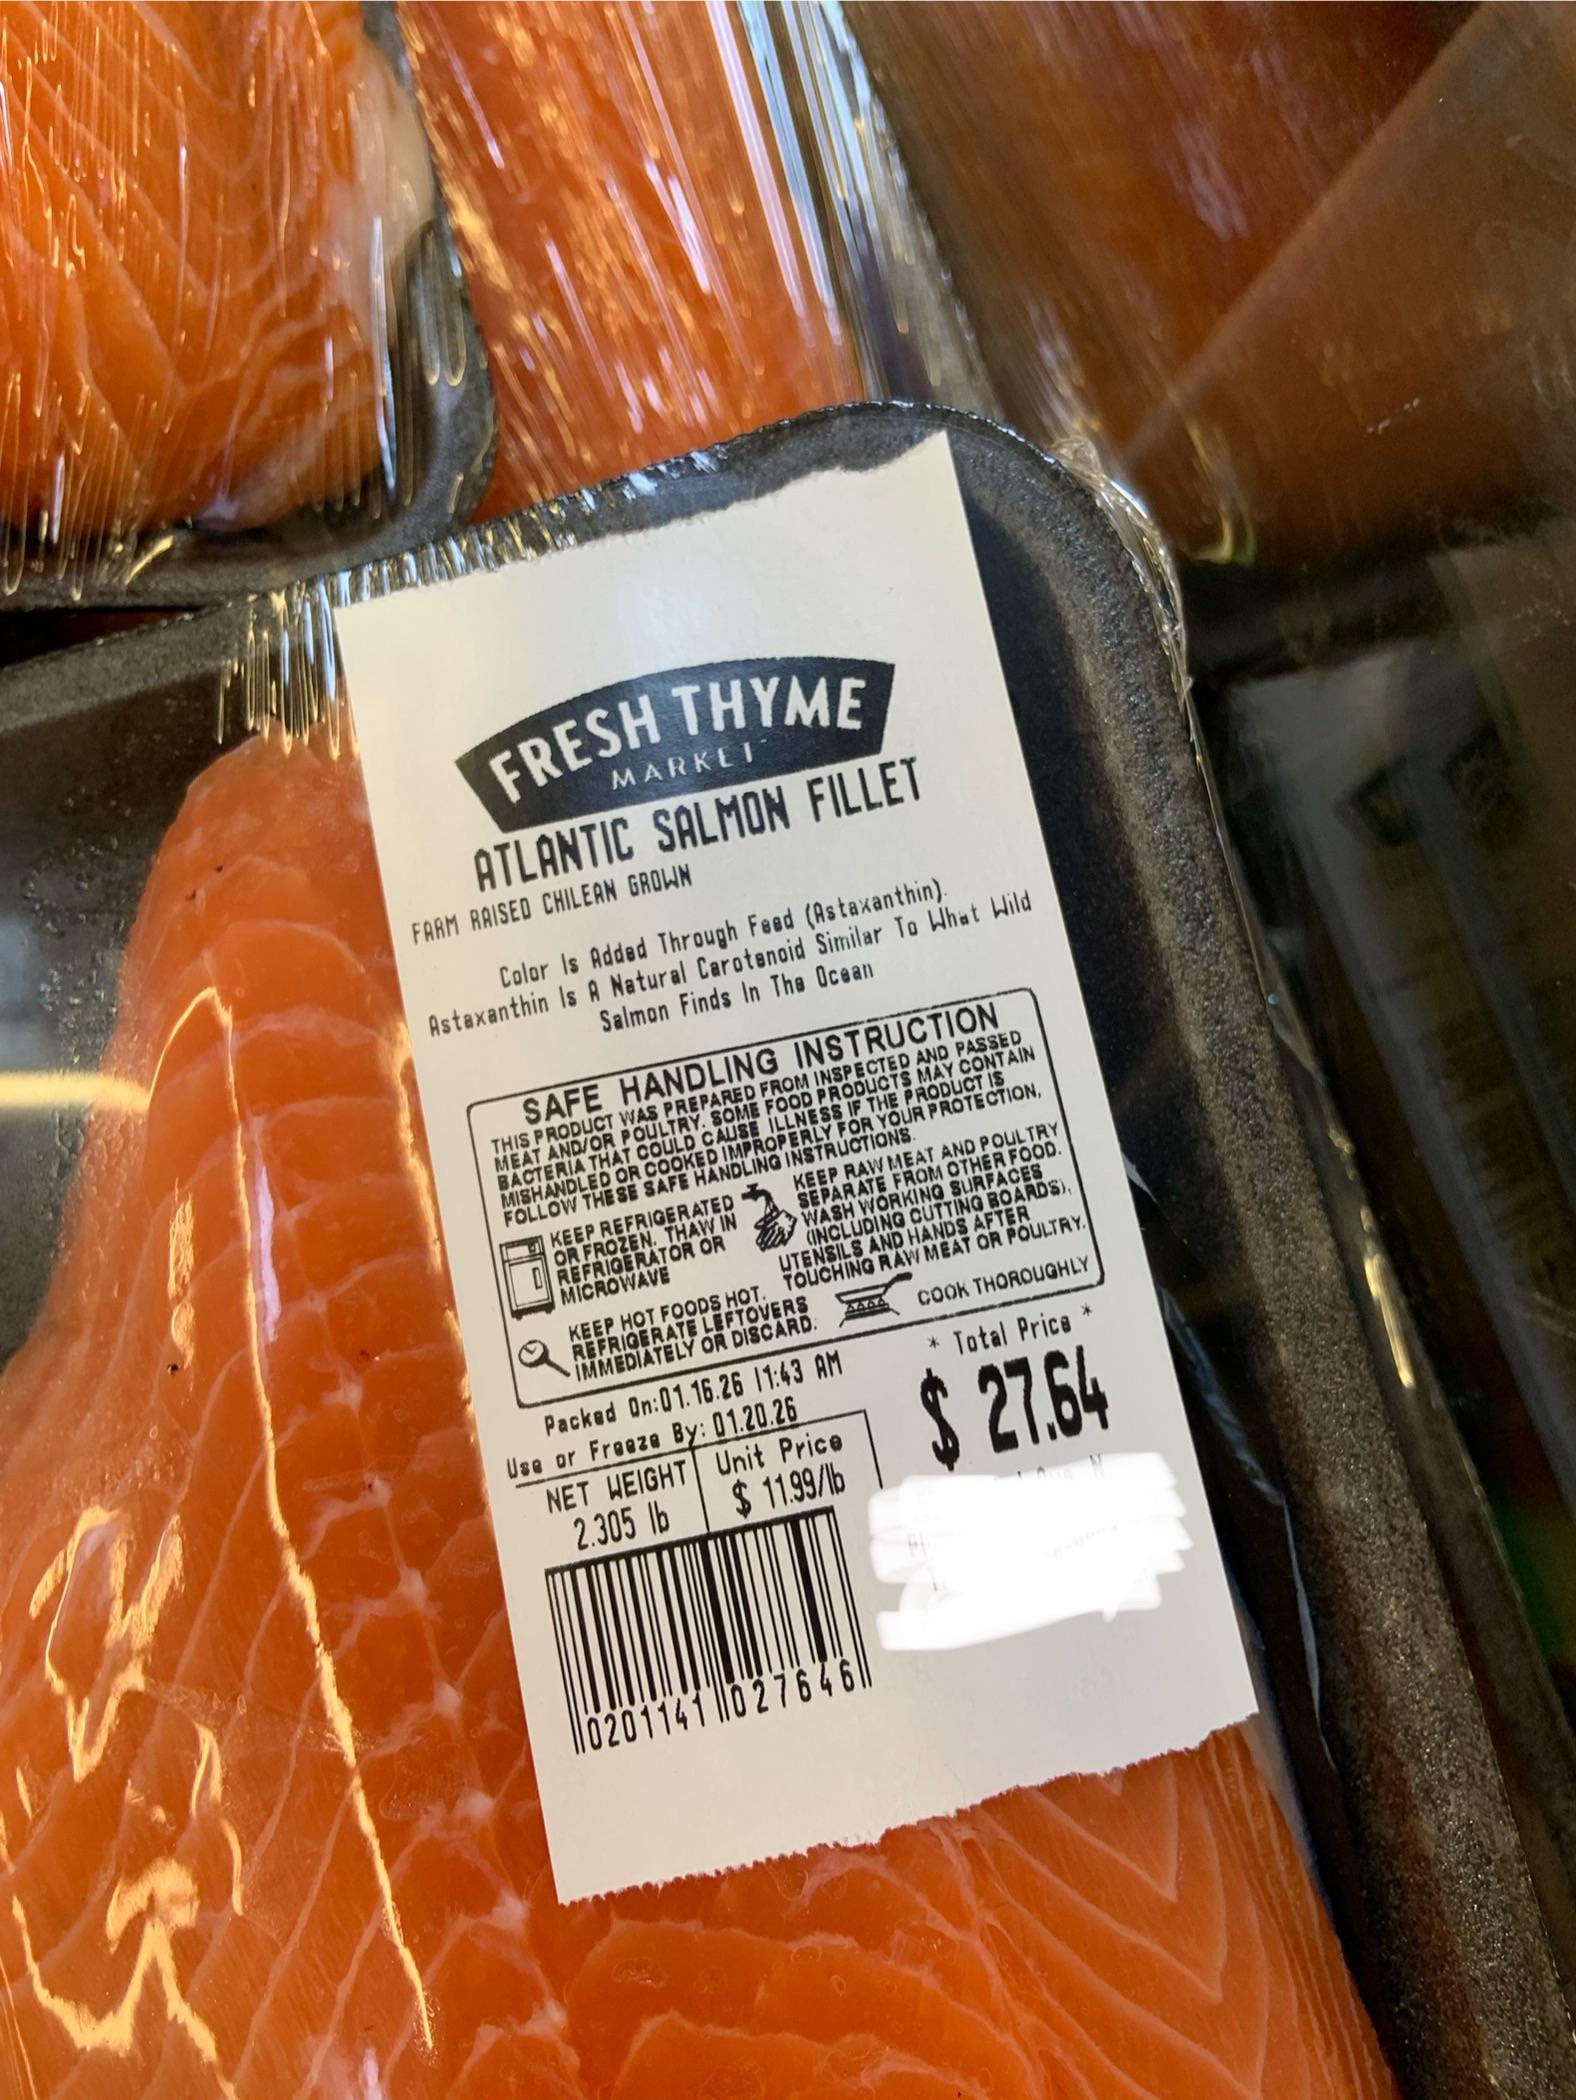 FRESH THYME
MARKET
ATLANTIC SALMON FILLET
FARM RAISED CHILEAN GROWN
Color Is Added Through Feed (Astaxanthin).
Astaxanthin Is A Natural Carotenoid Similar To What Wild
Salmon Finds In The Ocean
SAFE HANDLING INSTRUCTION
THIS PRODUCT WAS PREPARED FROM INSPECTED AND PASSED
MEAT AND/OR POULTRY. SOME FOOD PRODUCTS MAY CONTAIN
BACTERIA THAT COULD CAUSE ILLNESS IF THE PRODUCT IS
MISHANDLED OR COOKED IMPROPERLY FOR YOUR PROTECTION,
FOLLOW THESE SAFE HANDLING INSTRUCTIONS.
KEEP REFRIGERATED
OR FROZEN. THAW IN
REFRIGERATOR OR
MICROWAVE
KEEP RAW MEAT AND POULTRY
SEPARATE FROM OTHER FOOD.
WASH WORKING SURFACES
(INCLUDING CUTTING BOARDS),
UTENSILS AND HANDS AFTER
TOUCHING RAW MEAT OR POULTRY.
KEEP HOT FOODS HOT.
REFRIGERATE LEFTOVERS
IMMEDIATELY OR DISCARD.
COOK THOROUGHLY
Packed On:01.16.26 11:43 AM
Use or Freeze By: 01.20.26
* Total Price *
$ 27.64
NET WEIGHT
2.305 lb
Unit Price
$ 11.99/lb
0201141 027646